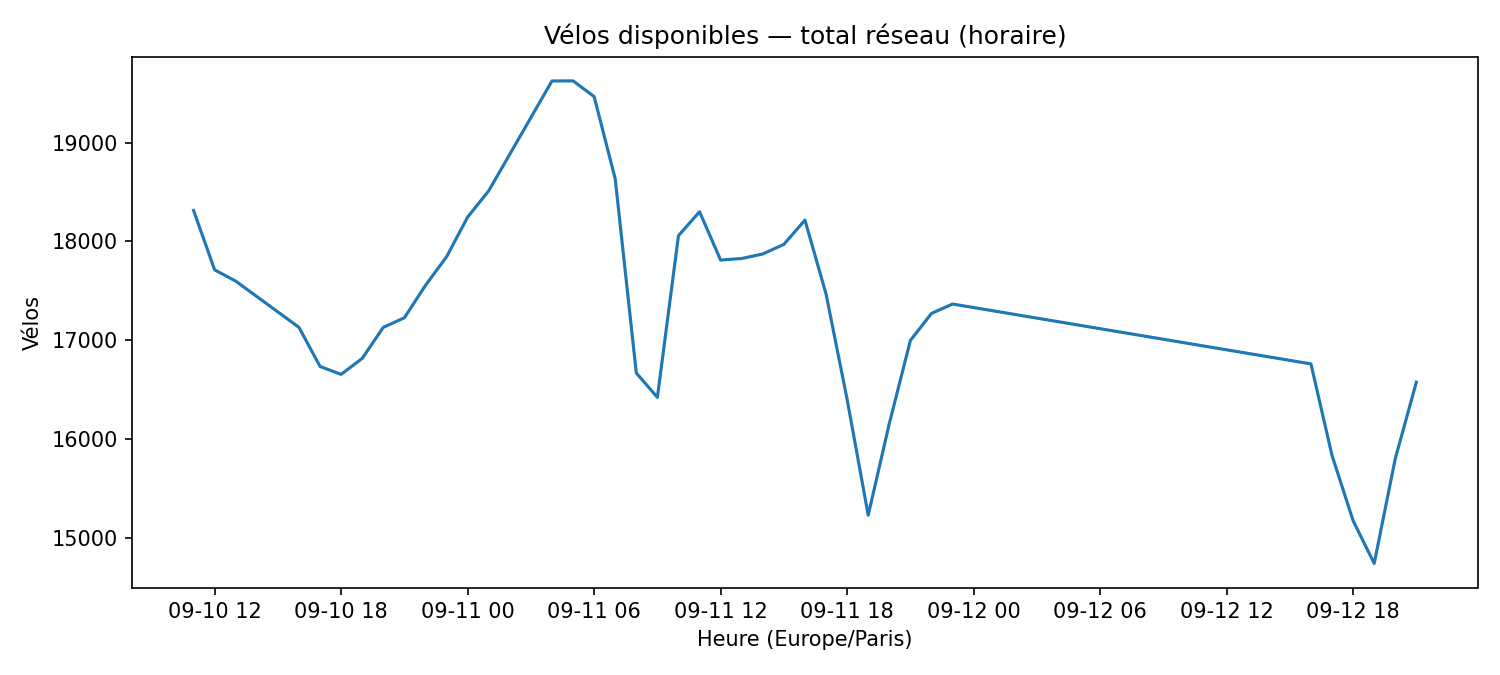 Vélos disponibles — total réseau (horaire)
Vélos
19000
18000
17000
16000
15000
09-10 12 09-10 18 09-11 00 09-11 06 09-11 12 09-11 18 09-12 00 09-12 06 09-12 12 09-12 18
Heure (Europe/Paris)